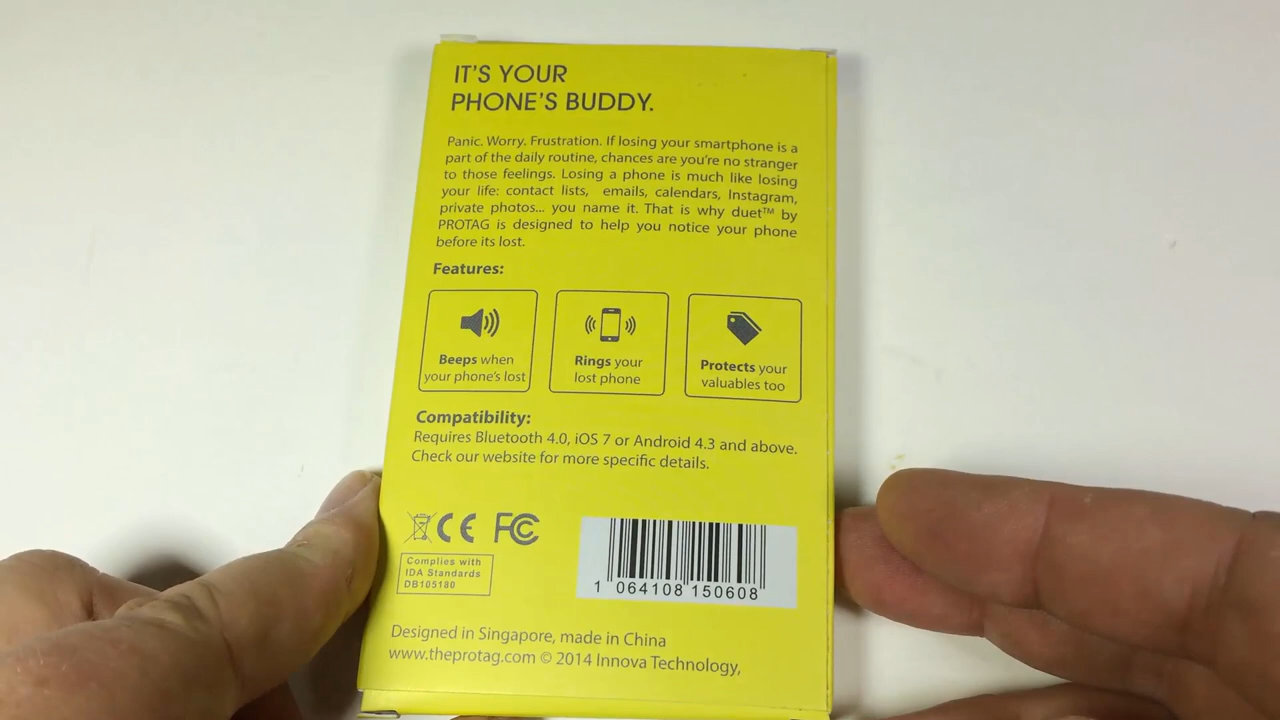 IT'S YOUR
PHONE'S BUDDY.
Panic. Worry. Frustration. If losing your smartphone is a
part of the daily routine, chances are you're no stranger
to those feelings. Losing a phone is much like losing
your life: contact lists, emails, calendars, Instagram,
private photos... you name it. That is why duet™ by
PROTAG is designed to help you notice your phone
before its lost.
Features:
Beeps when
your phone's lost
Rings your
lost phone
Protects your
valuables too
Compatibility:
Requires Bluetooth 4.0, iOS 7 or Android 4.3 and above.
Check our website for more specific details.
CE FC
Complies with
IDA Standards
DB105180
1 064108 150608
Designed in Singapore, made in China
www.theprotag.com © 2014 Innova Technology,